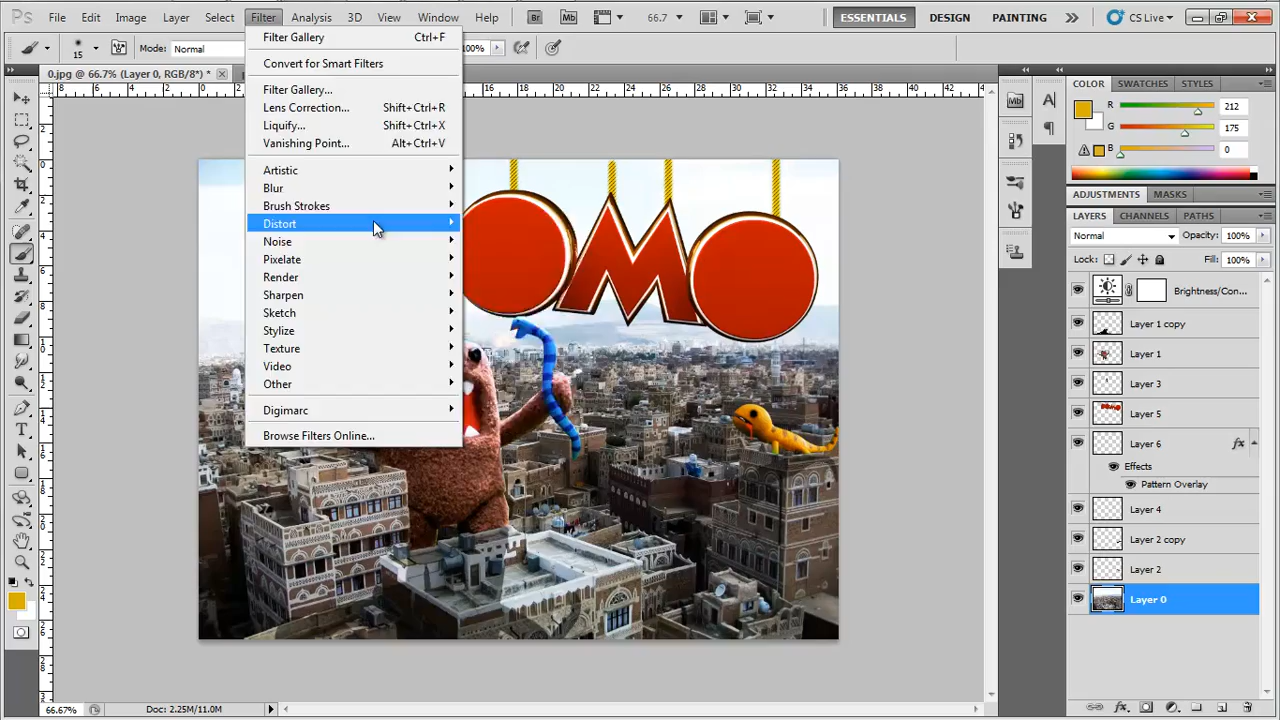 Ps File Edit Image Layer Select Filter Analysis 3D View Window Help Br Mb 66.7 ESSENTIALS DESIGN PAINTING CS Live
15 Mode: Normal 100%
0.jpg @ 66.7% (Layer 0, RGB/8*) *
Filter Gallery Ctrl+F
Convert for Smart Filters
Filter Gallery...
Lens Correction... Shift+Ctrl+R
Liquify... Shift+Ctrl+X
Vanishing Point... Alt+Ctrl+V
Artistic
Blur
Brush Strokes
Distort
Noise
Pixelate
Render
Sharpen
Sketch
Stylize
Texture
Video
Other
Digimarc
Browse Filters Online...
OMO
COLOR SWATCHES STYLES
R 212
G 175
B 0
ADJUSTMENTS MASKS
LAYERS CHANNELS PATHS
Normal Opacity: 100%
Lock: Fill: 100%
Brightness/Con...
Layer 1 copy
Layer 1
Layer 3
Layer 5
Layer 6 fx
Effects
Pattern Overlay
Layer 4
Layer 2 copy
Layer 2
Layer 0
66.67% Doc: 2.25M/11.0M